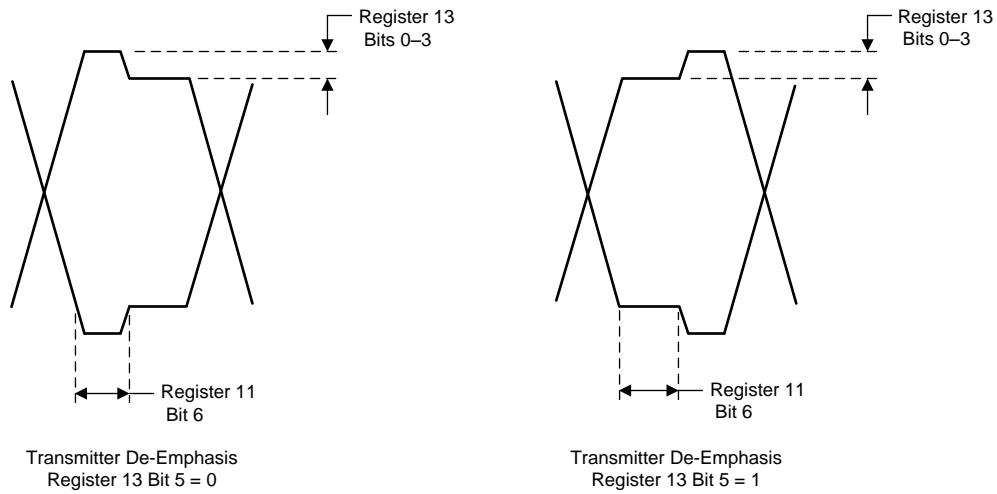 Register 13
Bits 0–3
Register 11
Bit 6
Transmitter De-Emphasis
Register 13 Bit 5 = 0
Register 13
Bits 0–3
Register 11
Bit 6
Transmitter De-Emphasis
Register 13 Bit 5 = 1